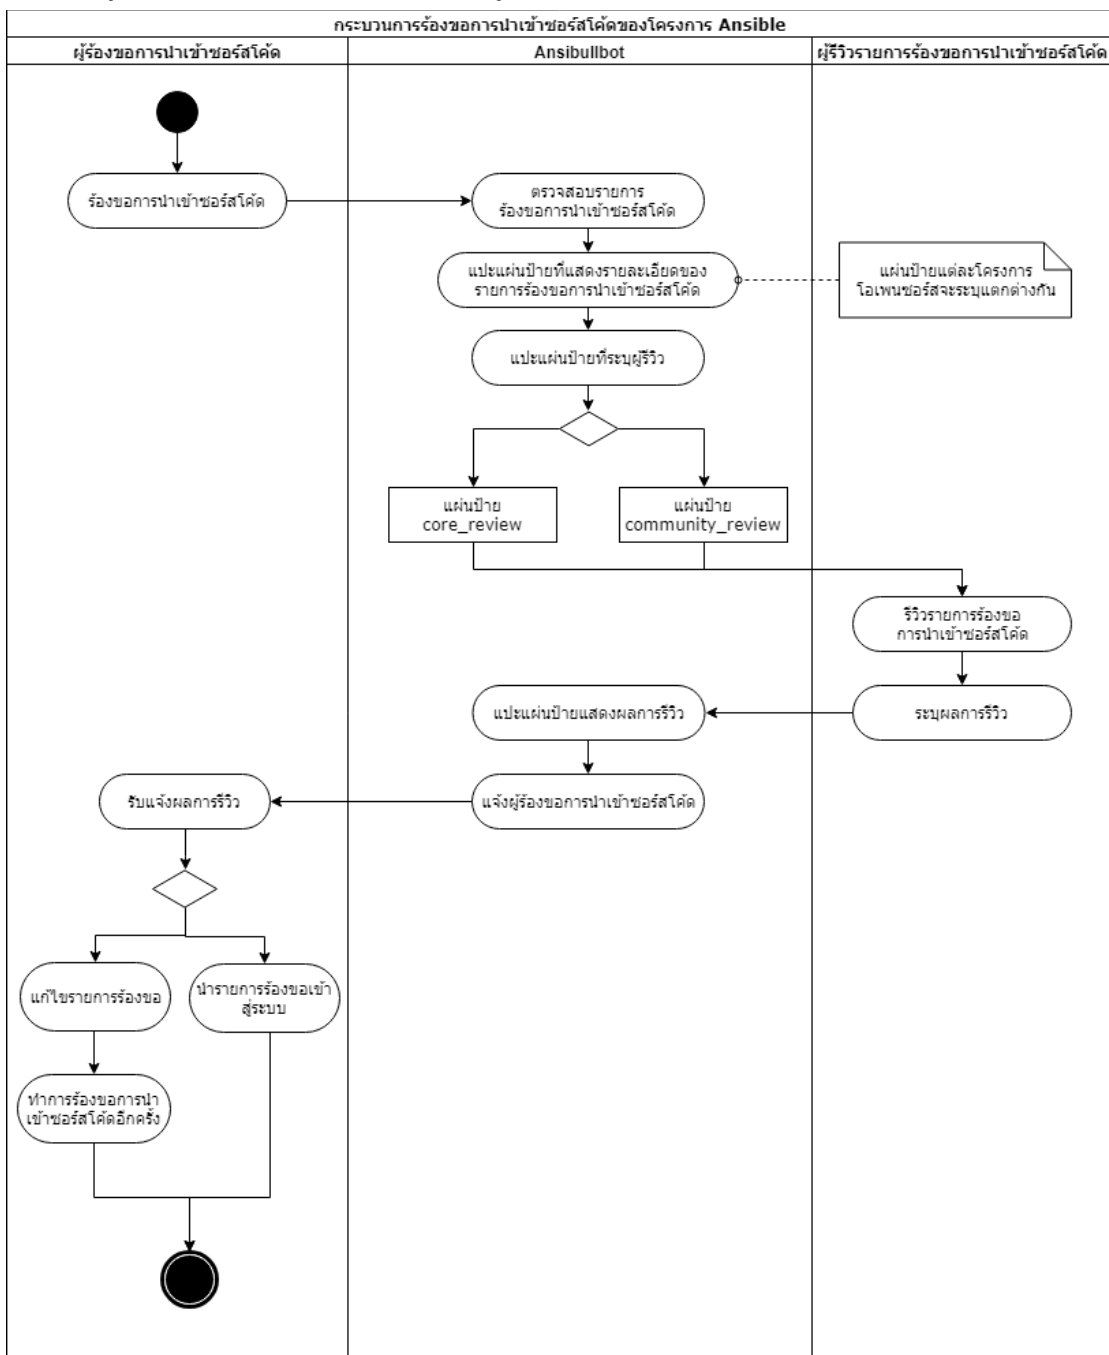 กระบวนการร้องขอการนำเข้าซอร์สโค้ดของโครงการ Ansible
ผู้ร้องขอการนำเข้าซอร์สโค้ด
Ansibullbot
ผู้รีวิวรายการร้องขอการนำเข้าซอร์สโค้ด
ร้องขอการนำเข้าซอร์สโค้ด
ตรวจสอบรายการ
ร้องขอการนำเข้าซอร์สโค้ด
แปะแผ่นป้ายที่แสดงรายละเอียดของ
รายการร้องขอการนำเข้าซอร์สโค้ด
แผ่นป้ายแต่ละโครงการ
โอเพนซอร์สจะระบุแตกต่างกัน
แปะแผ่นป้ายที่ระบุผู้รีวิว
แผ่นป้าย
core_review
แผ่นป้าย
community_review
รีวิวรายการร้องขอ
การนำเข้าซอร์สโค้ด
ระบุผลการรีวิว
แปะแผ่นป้ายแสดงผลการรีวิว
แจ้งผู้ร้องขอการนำเข้าซอร์สโค้ด
รับแจ้งผลการรีวิว
แก้ไขรายการร้องขอ
นำรายการร้องขอเข้า
สู่ระบบ
ทำการร้องขอการนำ
เข้าซอร์สโค้ดอีกครั้ง